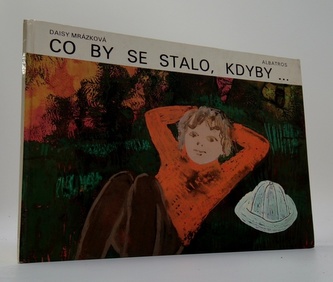 DAISY MRÁZKOVÁ
ALBATROS
CO BY SE STALO, KDYBY ...